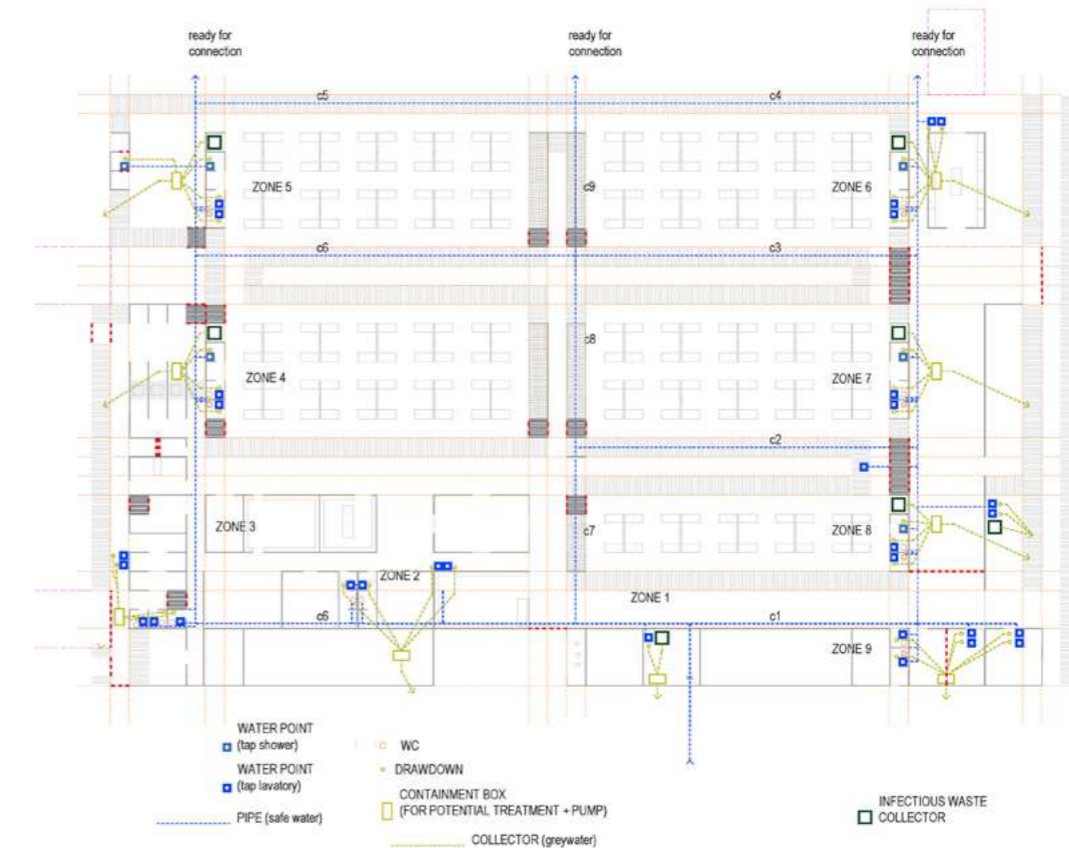 ready for
connection
ready for
connection
ready for
connection
c5
c4
ZONE 5
c9
ZONE 6
c6
c3
c8
ZONE 4
ZONE 7
c2
ZONE 3
c7
ZONE 8
ZONE 2
ZONE 1
c6
c1
ZONE 9
WATER POINT
(tap shower)
WC
WATER POINT
(tap lavatory)
DRAWDOWN
CONTAINMENT BOX
(FOR POTENTIAL TREATMENT + PUMP)
INFECTIOUS WASTE
COLLECTOR
PIPE (safe water)
COLLECTOR (greywater)